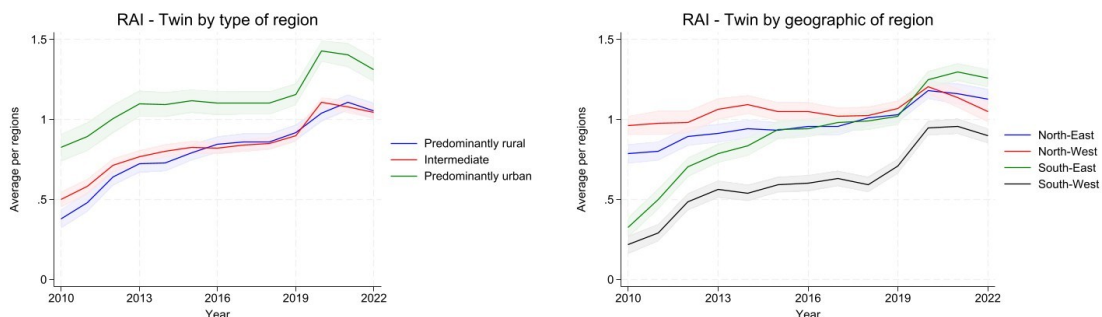 RAI - Twin by type of region
1.5
1
.5
0
Average per regions
2010
2013
2016
2019
2022
Year
Predominantly rural
Intermediate
Predominantly urban
RAI - Twin by geographic of region
1.5
1
.5
0
Average per regions
2010
2013
2016
2019
2022
Year
North-East
North-West
South-East
South-West